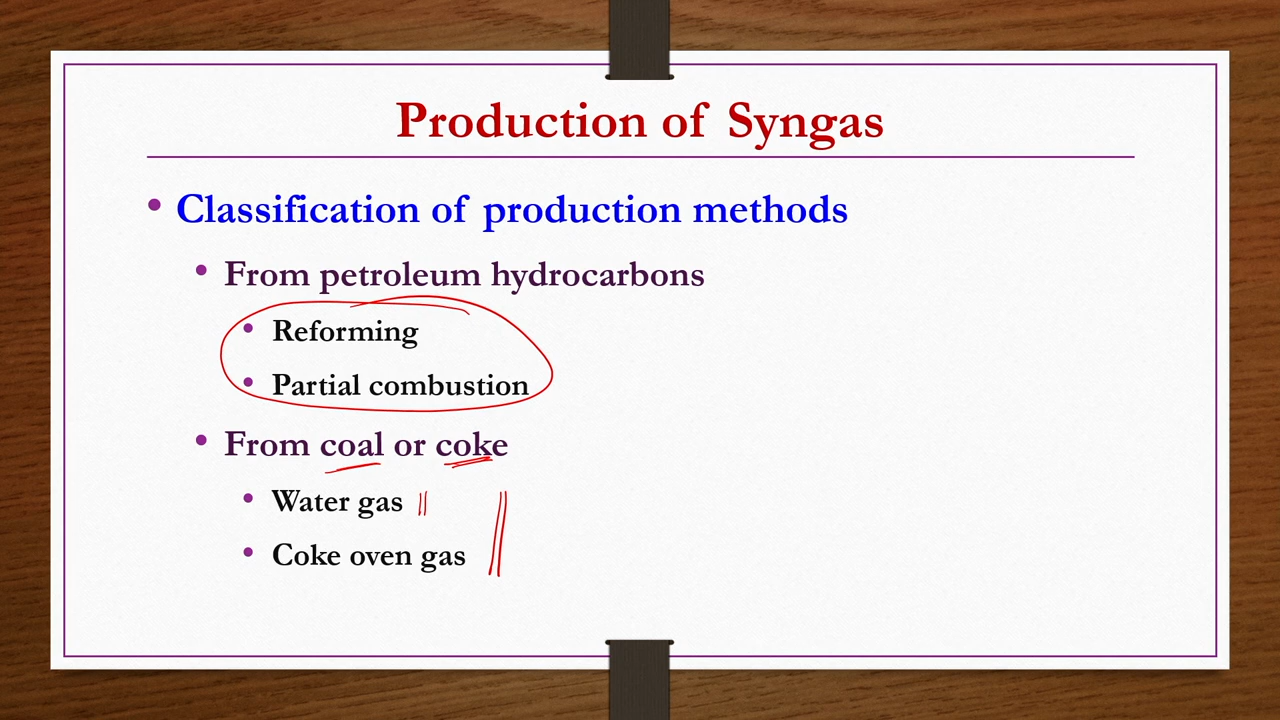 Production of Syngas
• Classification of production methods
• From petroleum hydrocarbons
• Reforming
• Partial combustion
• From coal or coke
• Water gas
• Coke oven gas